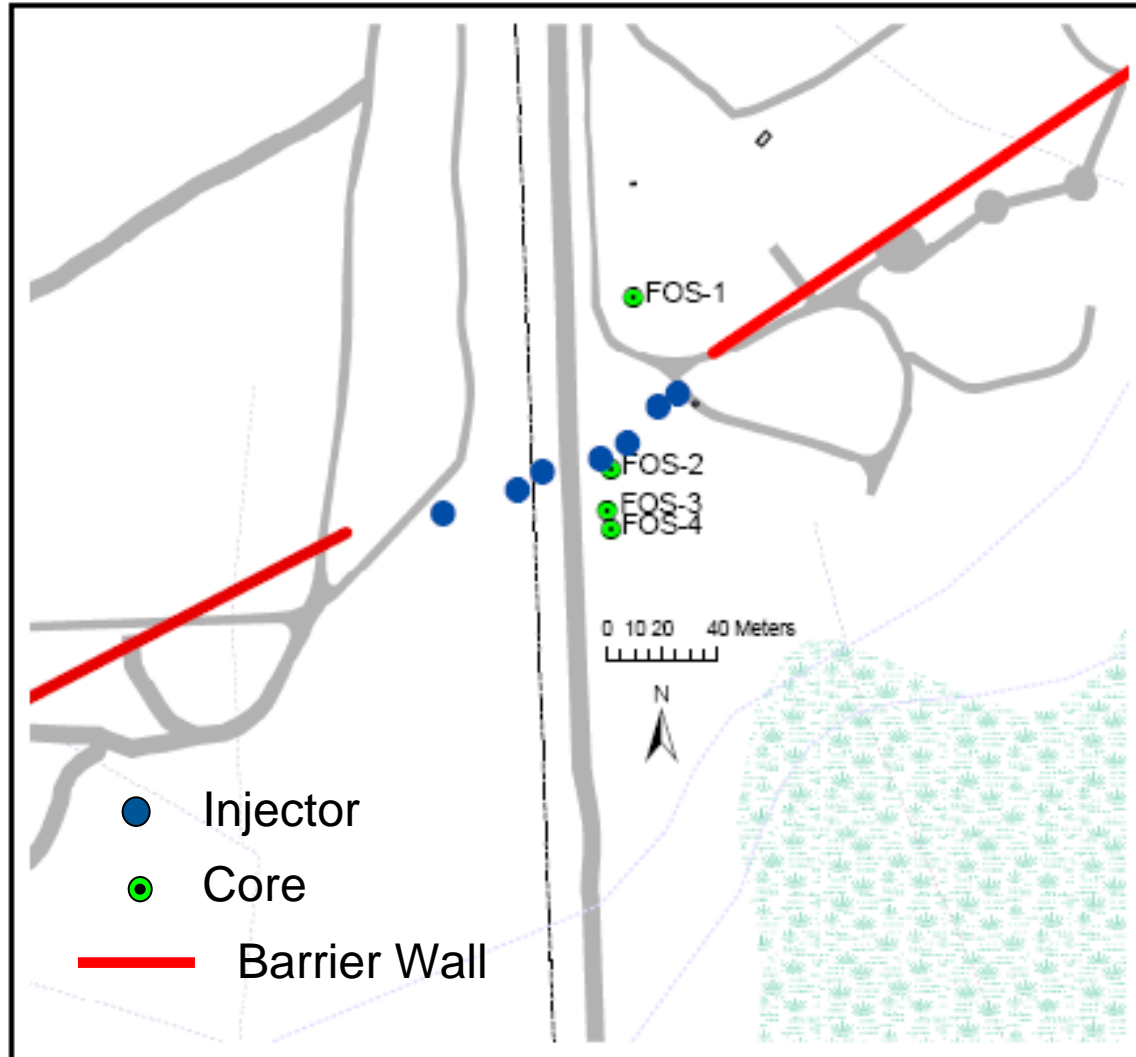 FOS-1
FOS-2
FOS-3
FOS-4
0 10 20 40 Meters
N
Injector
Core
Barrier Wall